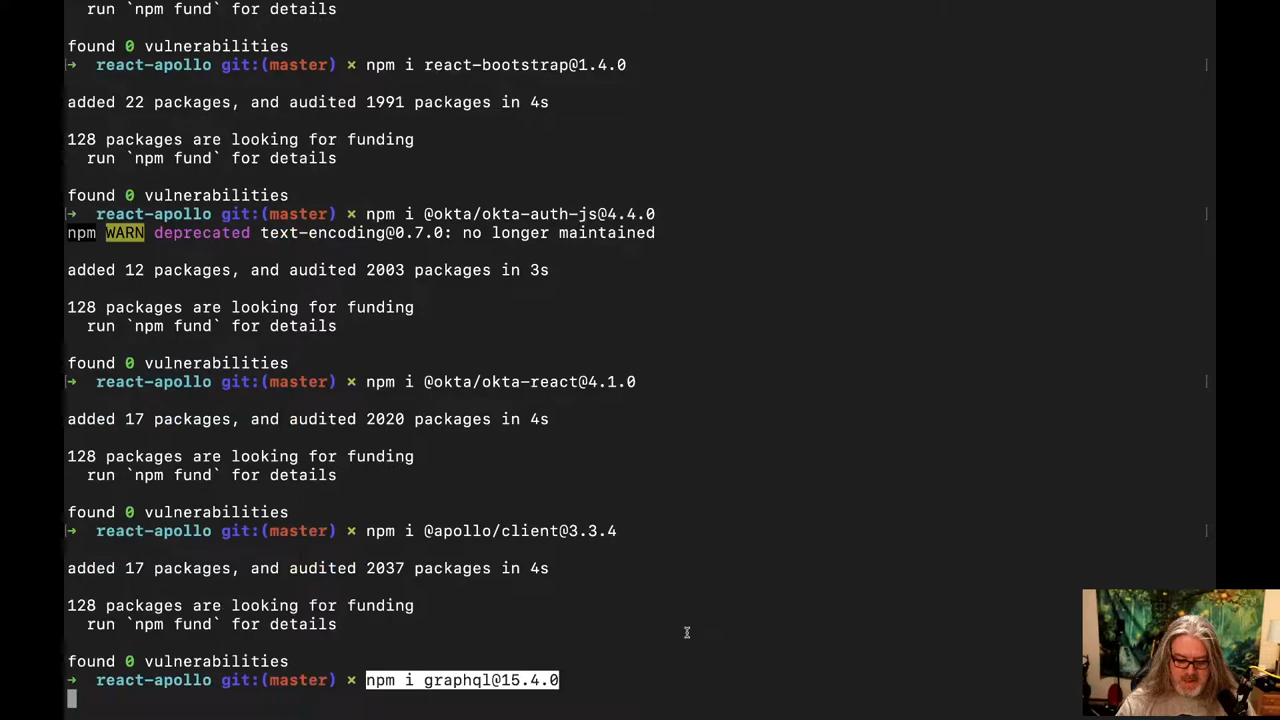 run `npm fund` for details
found 0 vulnerabilities
➜ react-apollo git:(master) × npm i react-bootstrap@1.4.0
added 22 packages, and audited 1991 packages in 4s
128 packages are looking for funding
run `npm fund` for details
found 0 vulnerabilities
➜ react-apollo git:(master) × npm i @okta/okta-auth-js@4.4.0
npm WARN deprecated text-encoding@0.7.0: no longer maintained
added 12 packages, and audited 2003 packages in 3s
128 packages are looking for funding
run `npm fund` for details
found 0 vulnerabilities
➜ react-apollo git:(master) × npm i @okta/okta-react@4.1.0
added 17 packages, and audited 2020 packages in 4s
128 packages are looking for funding
run `npm fund` for details
found 0 vulnerabilities
➜ react-apollo git:(master) × npm i @apollo/client@3.3.4
added 17 packages, and audited 2037 packages in 4s
128 packages are looking for funding
run `npm fund` for details
found 0 vulnerabilities
➜ react-apollo git:(master) × npm i graphql@15.4.0